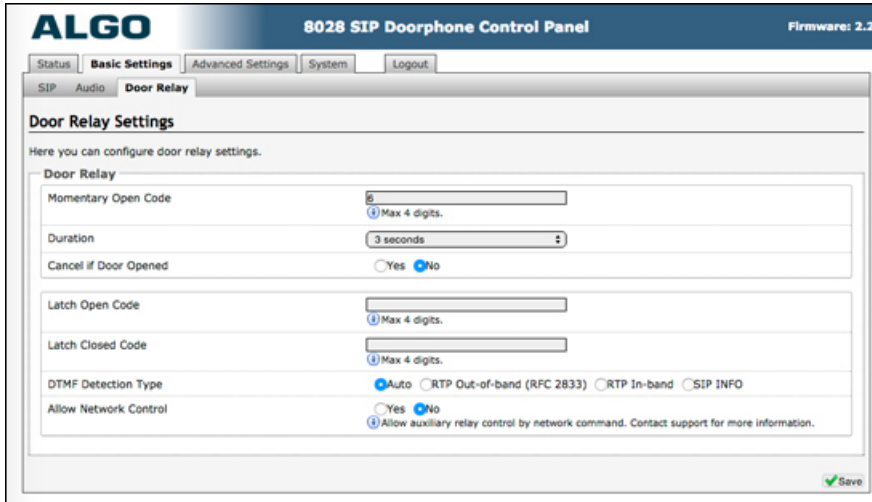 ALGO
8028 SIP Doorphone Control Panel
Firmware: 2.2
Status Basic Settings Advanced Settings System Logout
SIP Audio Door Relay
Door Relay Settings
Here you can configure door relay settings.
Door Relay
Momentary Open Code 6
Max 4 digits.
Duration 3 seconds
Cancel if Door Opened Yes No
Latch Open Code
Max 4 digits.
Latch Closed Code
Max 4 digits.
DTMF Detection Type Auto RTP Out-of-band (RFC 2833) RTP In-band SIP INFO
Allow Network Control Yes No
Allow auxiliary relay control by network command. Contact support for more information.
Save